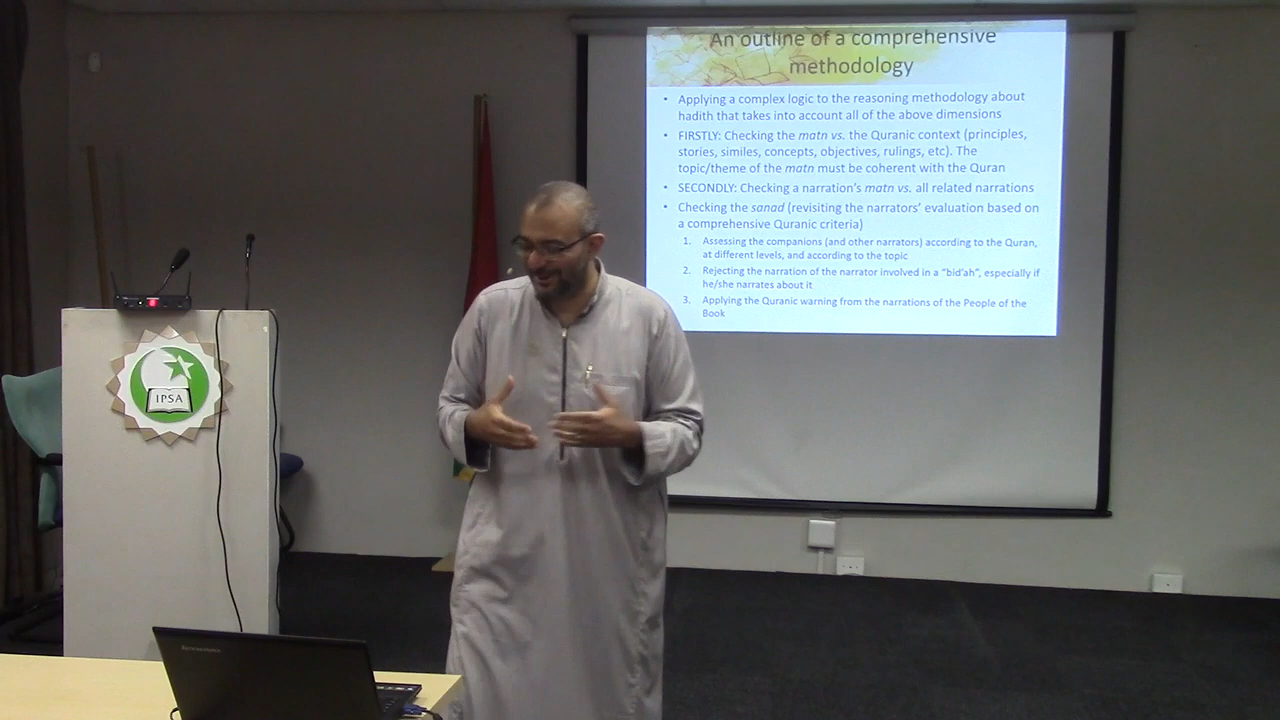 An outline of a comprehensive
methodology
• Applying a complex logic to the reasoning methodology about
hadith that takes into account all of the above dimensions
• FIRSTLY: Checking the matn vs. the Quranic context (principles,
stories, similes, concepts, objectives, rulings, etc). The
topic/theme of the matn must be coherent with the Quran
• SECONDLY: Checking a narration's matn vs. all related narrations
• Checking the sanad (revisiting the narrators' evaluation based on
a comprehensive Quranic criteria)
1. Assessing the companions (and other narrators) according to the Quran,
at different levels, and according to the topic
2. Rejecting the narration of the narrator involved in a "bid'ah", especially if
he/she narrates about it
3. Applying the Quranic warning from the narrations of the People of the
Book
IPSA